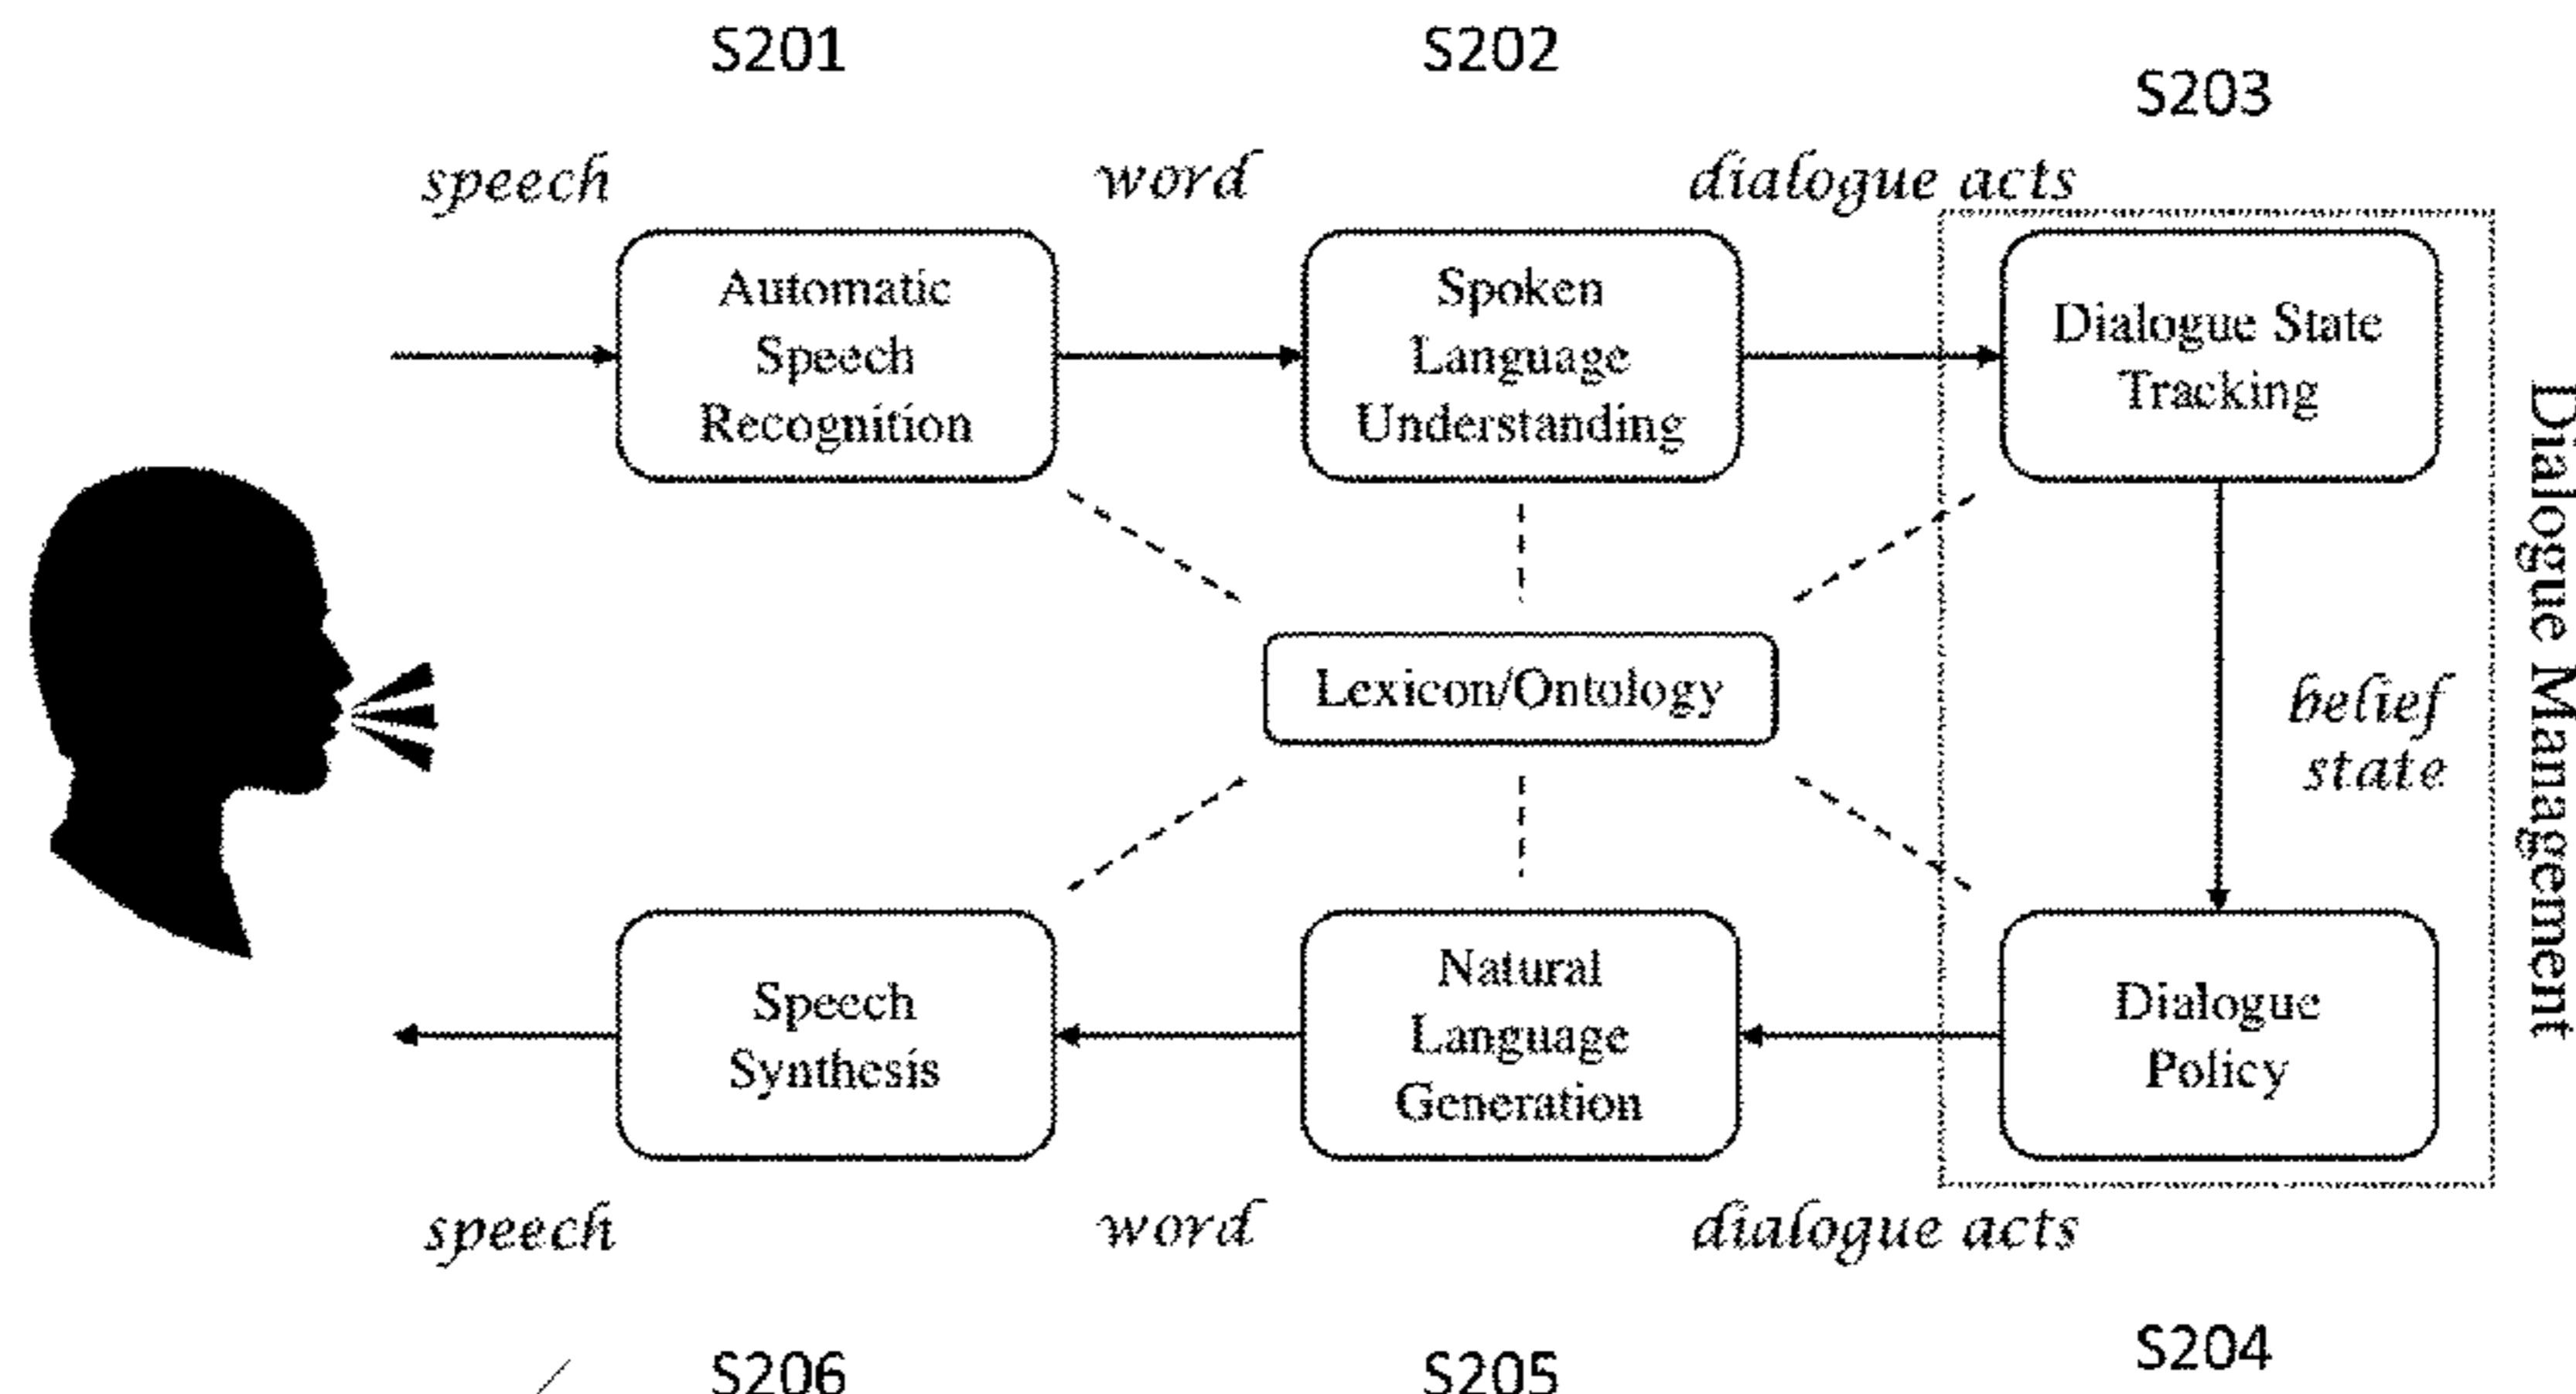 S201
S202
S203
speech
word
dialogue acts
Automatic
Speech
Recognition
Spoken
Language
Understanding
Dialogue State
Tracking
Lexicon/Ontology
belief
state
Dialogue Management
Speech
Synthesis
Natural
Language
Generation
Dialogue
Policy
speech
word
dialogue acts
S206
S205
S204